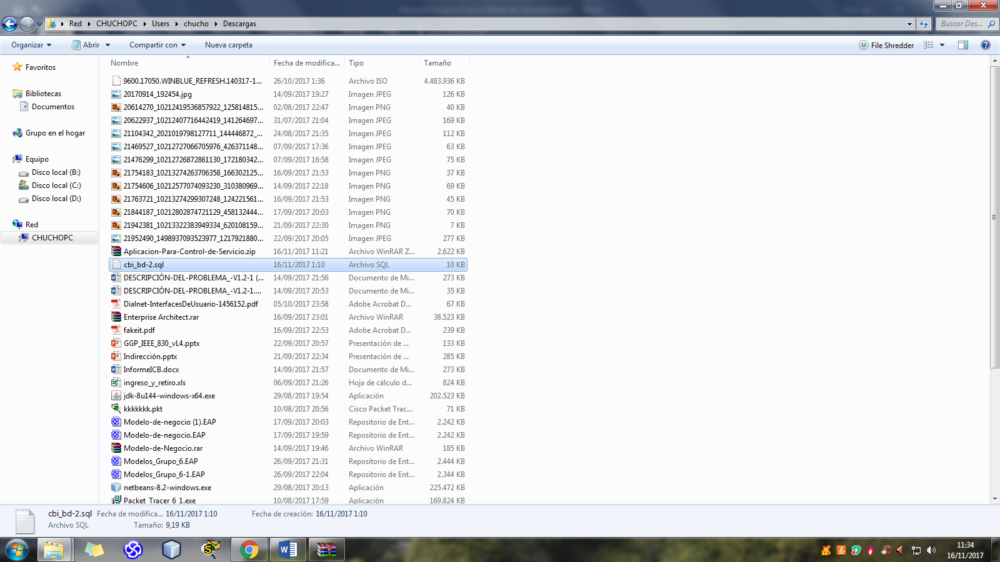 Red ▸ CHUCHOPC ▸ Users ▸ chucho ▸ Descargas
Buscar Des...
Organizar Abrir Compartir con Nueva carpeta File Shredder
Favoritos
Bibliotecas
Documentos
Grupo en el hogar
Equipo
Disco local (B:)
Disco local (C:)
Disco local (D:)
Red
CHUCHOPC
Nombre Fecha de modifica... Tipo Tamaño
9600.17050.WINBLUE_REFRESH.140317-1... 26/10/2017 1:36 Archivo ISO 4.483.936 KB
20170914_192454.jpg 14/09/2017 19:27 Imagen JPEG 126 KB
20614270_10212419536857922_125814815... 02/08/2017 22:47 Imagen PNG 40 KB
20622937_10212407716442419_141264697... 31/07/2017 21:04 Imagen JPEG 169 KB
21104342_2021019798127711_144446872_... 24/08/2017 21:35 Imagen JPEG 112 KB
21469527_10212727066705976_426371148... 07/09/2017 17:36 Imagen JPEG 63 KB
21476299_10212726872861130_172180342... 07/09/2017 16:58 Imagen JPEG 75 KB
21754183_10213274263706358_166302125... 16/09/2017 21:53 Imagen PNG 37 KB
21754606_10212577074093230_310380969... 14/09/2017 22:18 Imagen PNG 69 KB
21763721_10213274299307248_124221561... 16/09/2017 21:53 Imagen PNG 45 KB
21844187_10212802874721129_458132444... 17/09/2017 20:03 Imagen PNG 70 KB
21942381_10213322383949334_620108159... 21/09/2017 22:30 Imagen PNG 7 KB
21952490_1498937093523977_1217921880... 22/09/2017 20:05 Imagen JPEG 277 KB
Aplicacion-Para-Control-de-Servicio.zip 16/11/2017 11:21 Archivo WinRAR Z... 2.622 KB
cbi_bd-2.sql 16/11/2017 1:10 Archivo SQL 10 KB
DESCRIPCIÓN-DEL-PROBLEMA_-V1.2-1 (... 14/09/2017 21:56 Documento de Mi... 273 KB
DESCRIPCIÓN-DEL-PROBLEMA_-V1.2-1.... 14/09/2017 20:53 Documento de Mi... 35 KB
Dialnet-InterfacesDeUsuario-1456152.pdf 05/10/2017 23:58 Adobe Acrobat D... 67 KB
Enterprise Architect.rar 16/09/2017 23:01 Archivo WinRAR 38.523 KB
fakeit.pdf 16/09/2017 22:53 Adobe Acrobat D... 239 KB
GGP_IEEE_830_vL4.pptx 22/09/2017 20:57 Presentación de ... 133 KB
Indirección.pptx 21/09/2017 22:34 Presentación de ... 285 KB
InformeICB.docx 14/09/2017 21:57 Documento de Mi... 273 KB
ingreso_y_retiro.xls 06/09/2017 21:26 Hoja de cálculo d... 824 KB
jdk-8u144-windows-x64.exe 29/08/2017 19:54 Aplicación 202.523 KB
kkkkkkk.pkt 10/08/2017 20:56 Cisco Packet Trac... 71 KB
Modelo-de-negocio (1).EAP 17/09/2017 20:03 Repositorio de Ent... 2.242 KB
Modelo-de-negocio.EAP 17/09/2017 19:59 Repositorio de Ent... 2.242 KB
Modelo-de-Negocio.rar 14/09/2017 19:46 Archivo WinRAR 185 KB
Modelos_Grupo_6.EAP 26/09/2017 21:31 Repositorio de Ent... 2.444 KB
Modelos_Grupo_6-1.EAP 26/09/2017 22:04 Repositorio de Ent... 2.344 KB
netbeans-8.2-windows.exe 29/08/2017 20:13 Aplicación 225.472 KB
Packet Tracer 6 1.exe 10/08/2017 17:59 Aplicación 169.824 KB
cbi_bd-2.sql Fecha de modifica... 16/11/2017 1:10 Fecha de creación: 16/11/2017 1:10
Archivo SQL Tamaño: 9,19 KB
11:34
16/11/2017